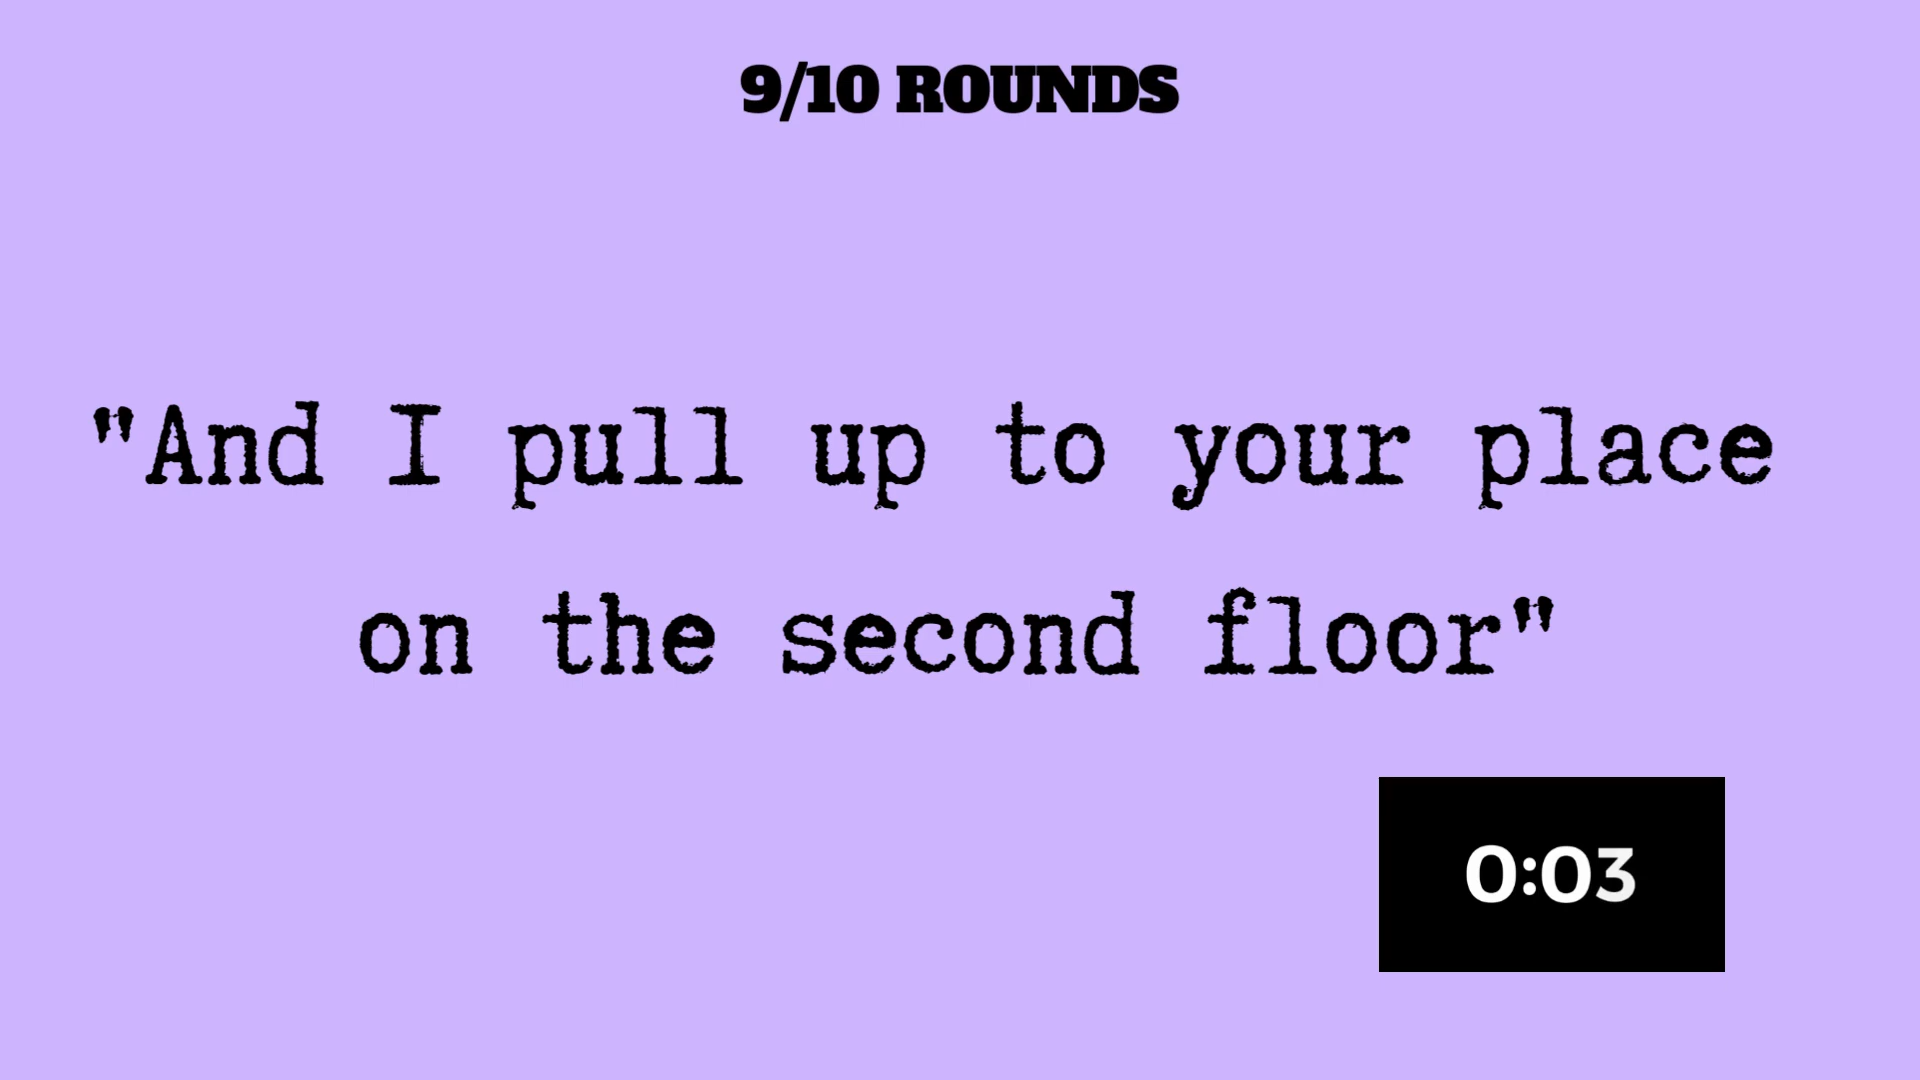 9/10 ROUNDS
"And I pull up to your place
on the second floor"
0:03